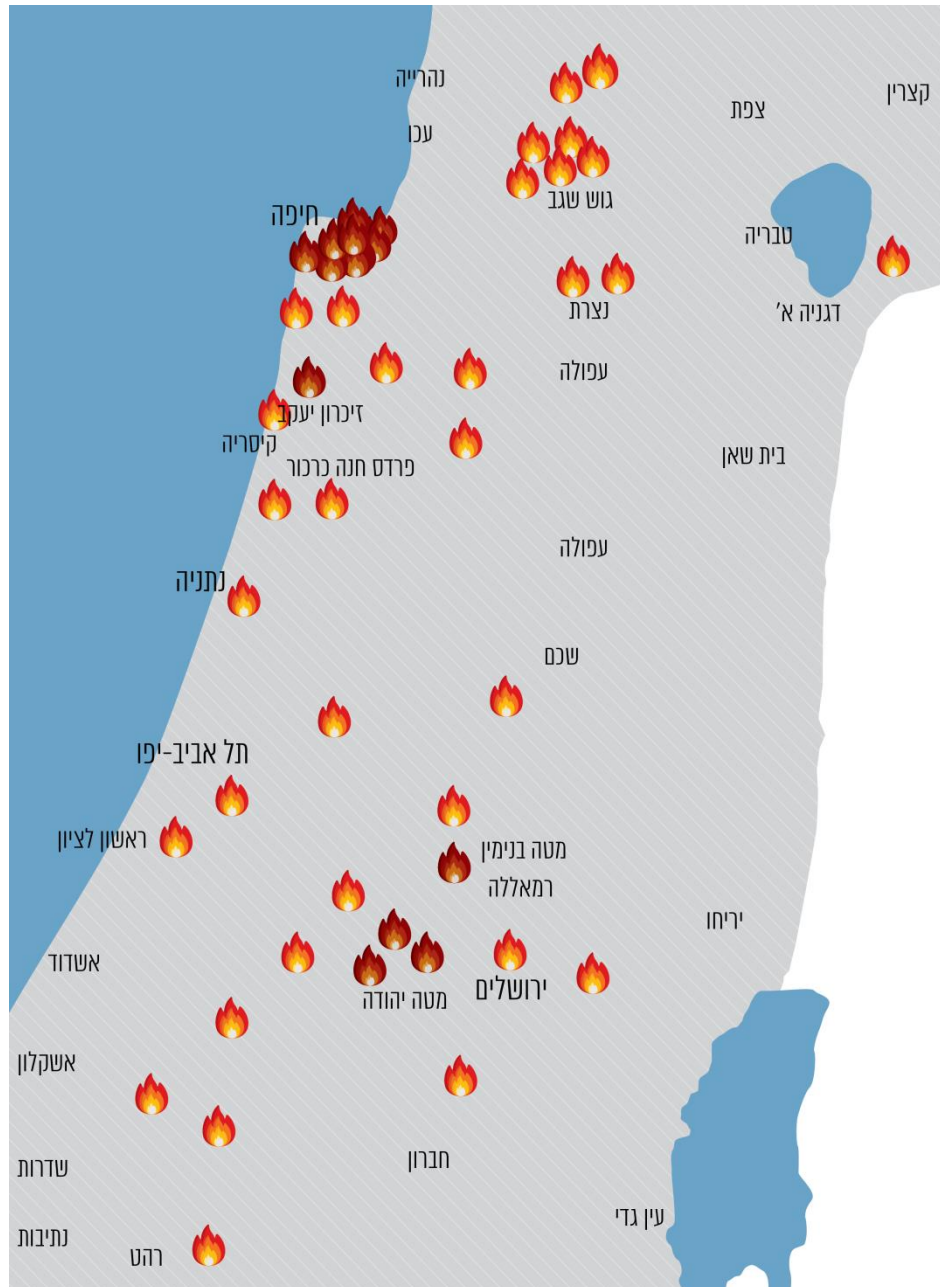 נהרייה
קצרין
צפת
עכו
גוש שגב
חיפה
טבריה
נצרת
דגניה א'
עפולה
זיכרון יעקב
קיסריה
בית שאן
פרדס חנה כרכור
עפולה
נתניה
שכם
תל אביב-יפו
ראשון לציון
מטה בנימין
רמאללה
יריחו
אשדוד
ירושלים
מטה יהודה
אשקלון
חברון
שדרות
עין גדי
נתיבות
רהט